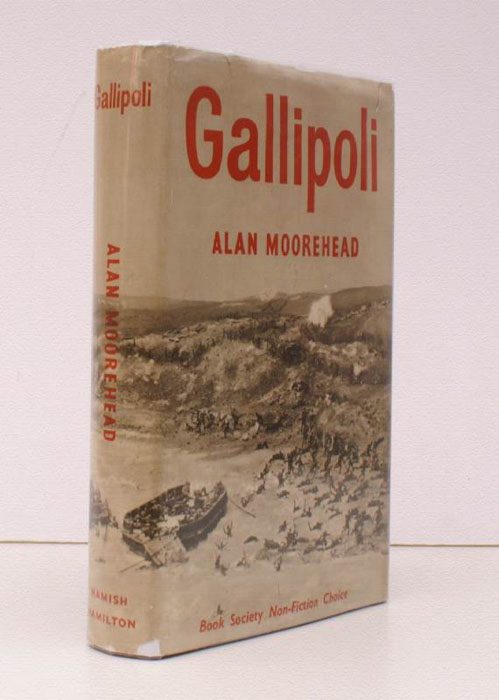 Gallipoli
ALAN MOOREHEAD
HAMISH
HAMILTON
Gallipoli
ALAN MOOREHEAD
Book Society Non-Fiction Choice